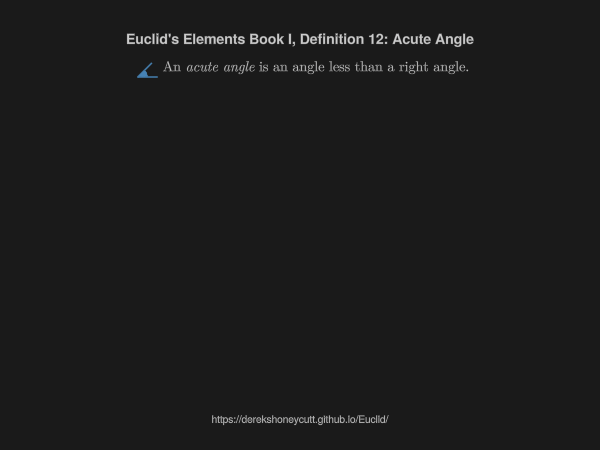 Euclid's Elements Book I, Definition 12: Acute Angle
An acute angle is an angle less than a right angle.
https://derekshoneycutt.github.io/Euclid/